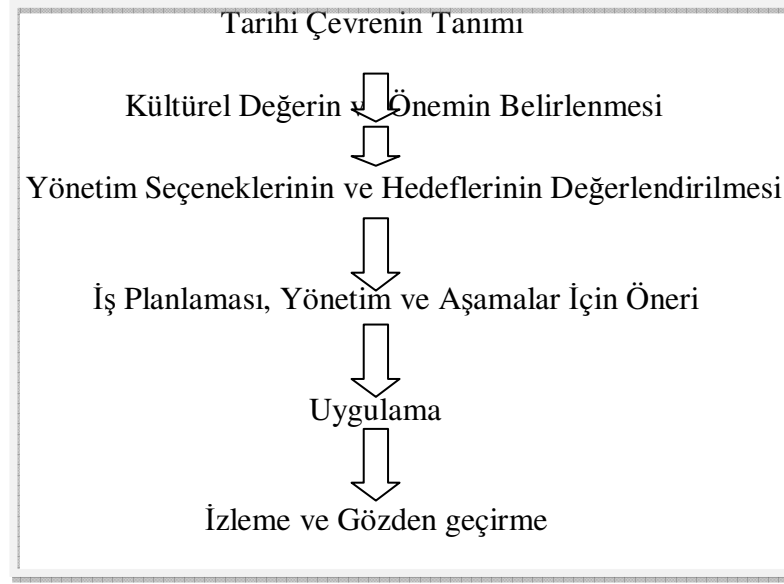 Tarihi Çevrenin Tanımı
Kültürel Değerin v Önemin Belirlenmesi
Yönetim Seçeneklerinin ve Hedeflerinin Değerlendirilmesi
İş Planlaması, Yönetim ve Aşamalar İçin Öneri
Uygulama
İzleme ve Gözden geçirme